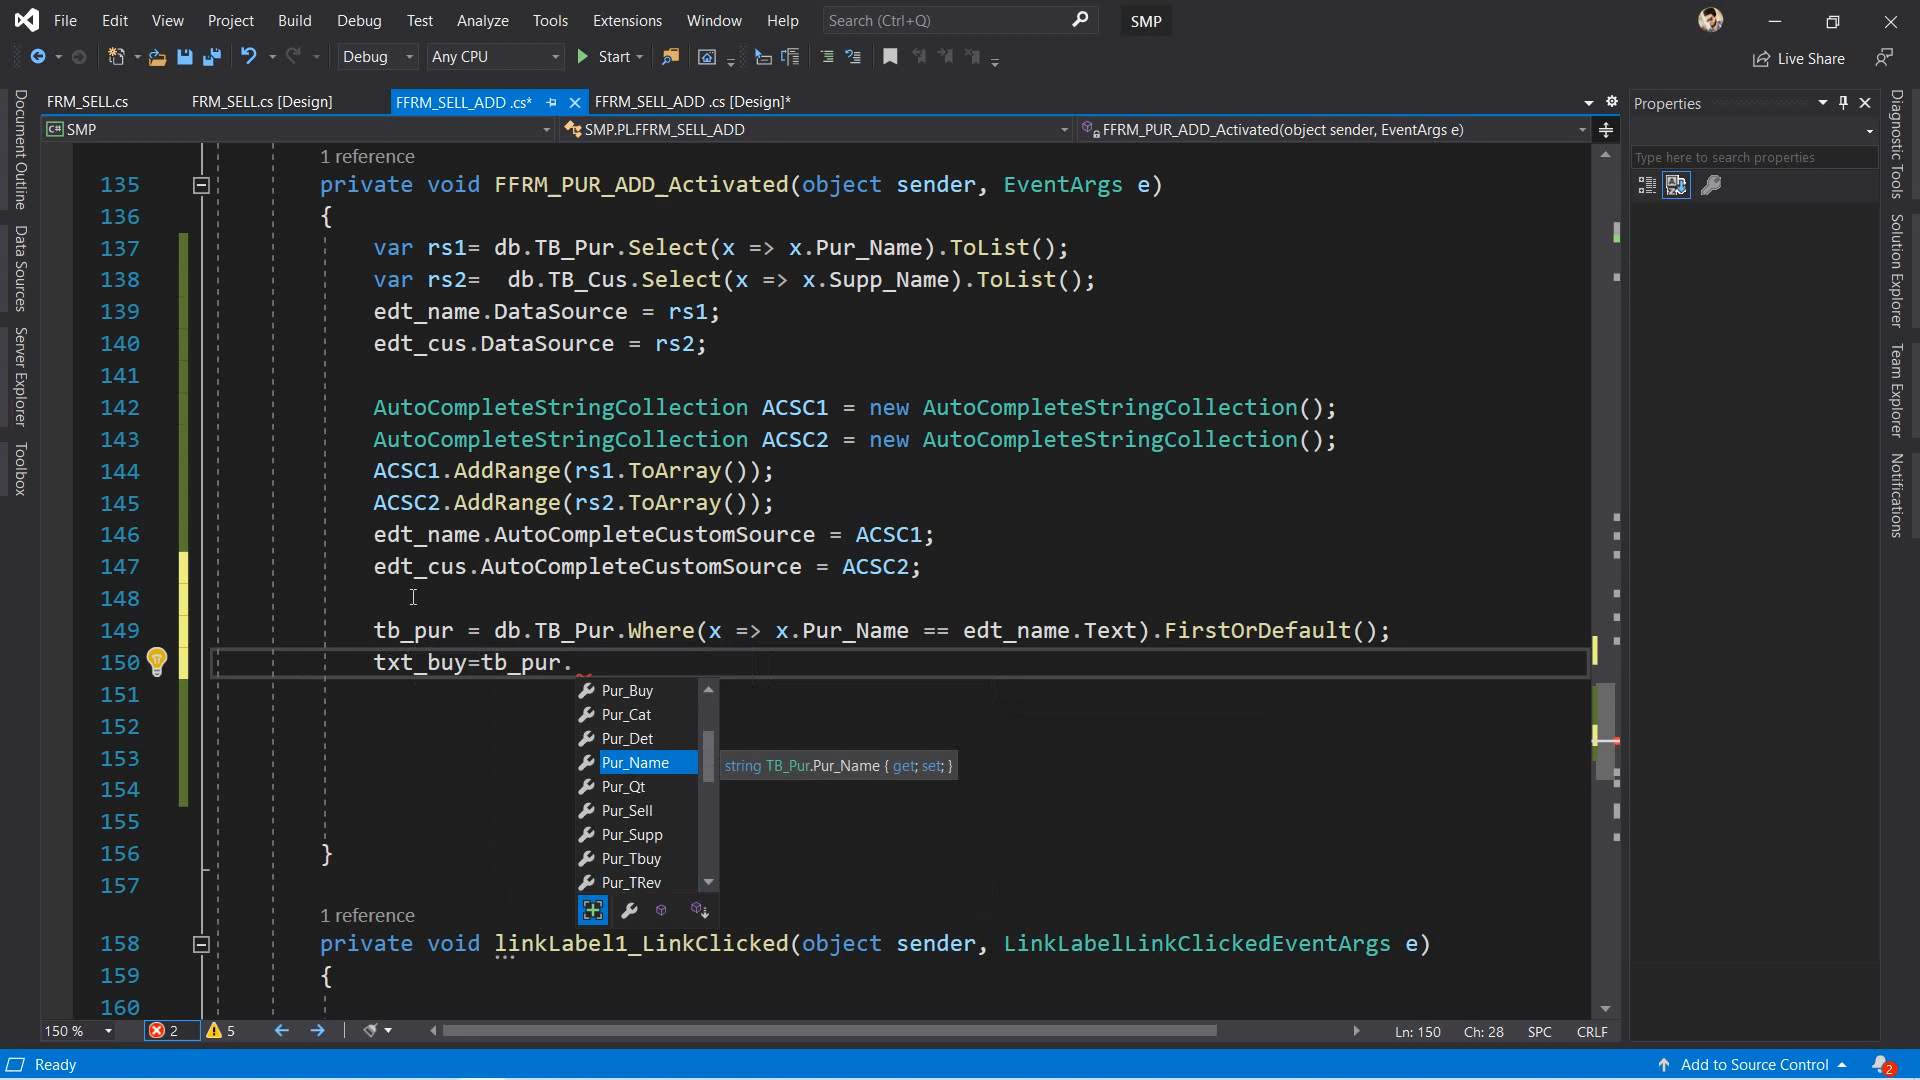 File Edit View Project Build Debug Test Analyze Tools Extensions Window Help Search (Ctrl+Q) SMP
Debug Any CPU Start Live Share
FRM_SELL.cs FRM_SELL.cs [Design] FFRM_SELL_ADD .cs* FFRM_SELL_ADD .cs [Design]*
C# SMP SMP.PL.FFRM_SELL_ADD FFRM_PUR_ADD_Activated(object sender, EventArgs e)
Document Outline
Data Sources
Server Explorer
Toolbox
1 reference
135 private void FFRM_PUR_ADD_Activated(object sender, EventArgs e)
136 {
137 var rs1= db.TB_Pur.Select(x => x.Pur_Name).ToList();
138 var rs2=  db.TB_Cus.Select(x => x.Supp_Name).ToList();
139 edt_name.DataSource = rs1;
140 edt_cus.DataSource = rs2;
141
142 AutoCompleteStringCollection ACSC1 = new AutoCompleteStringCollection();
143 AutoCompleteStringCollection ACSC2 = new AutoCompleteStringCollection();
144 ACSC1.AddRange(rs1.ToArray());
145 ACSC2.AddRange(rs2.ToArray());
146 edt_name.AutoCompleteCustomSource = ACSC1;
147 edt_cus.AutoCompleteCustomSource = ACSC2;
148
149 tb_pur = db.TB_Pur.Where(x => x.Pur_Name == edt_name.Text).FirstOrDefault();
150 txt_buy=tb_pur.
151
152
153
154
155
156 }
157
Pur_Buy
Pur_Cat
Pur_Det
Pur_Name string TB_Pur.Pur_Name { get; set; }
Pur_Qt
Pur_Sell
Pur_Supp
Pur_Tbuy
Pur_TRev
1 reference
158 private void linkLabel1_LinkClicked(object sender, LinkLabelLinkClickedEventArgs e)
159 {
160
150 % 2 5 Ln: 150 Ch: 28 SPC CRLF
Properties
Type here to search properties
Diagnostic Tools
Solution Explorer
Team Explorer
Notifications
Ready Add to Source Control 2